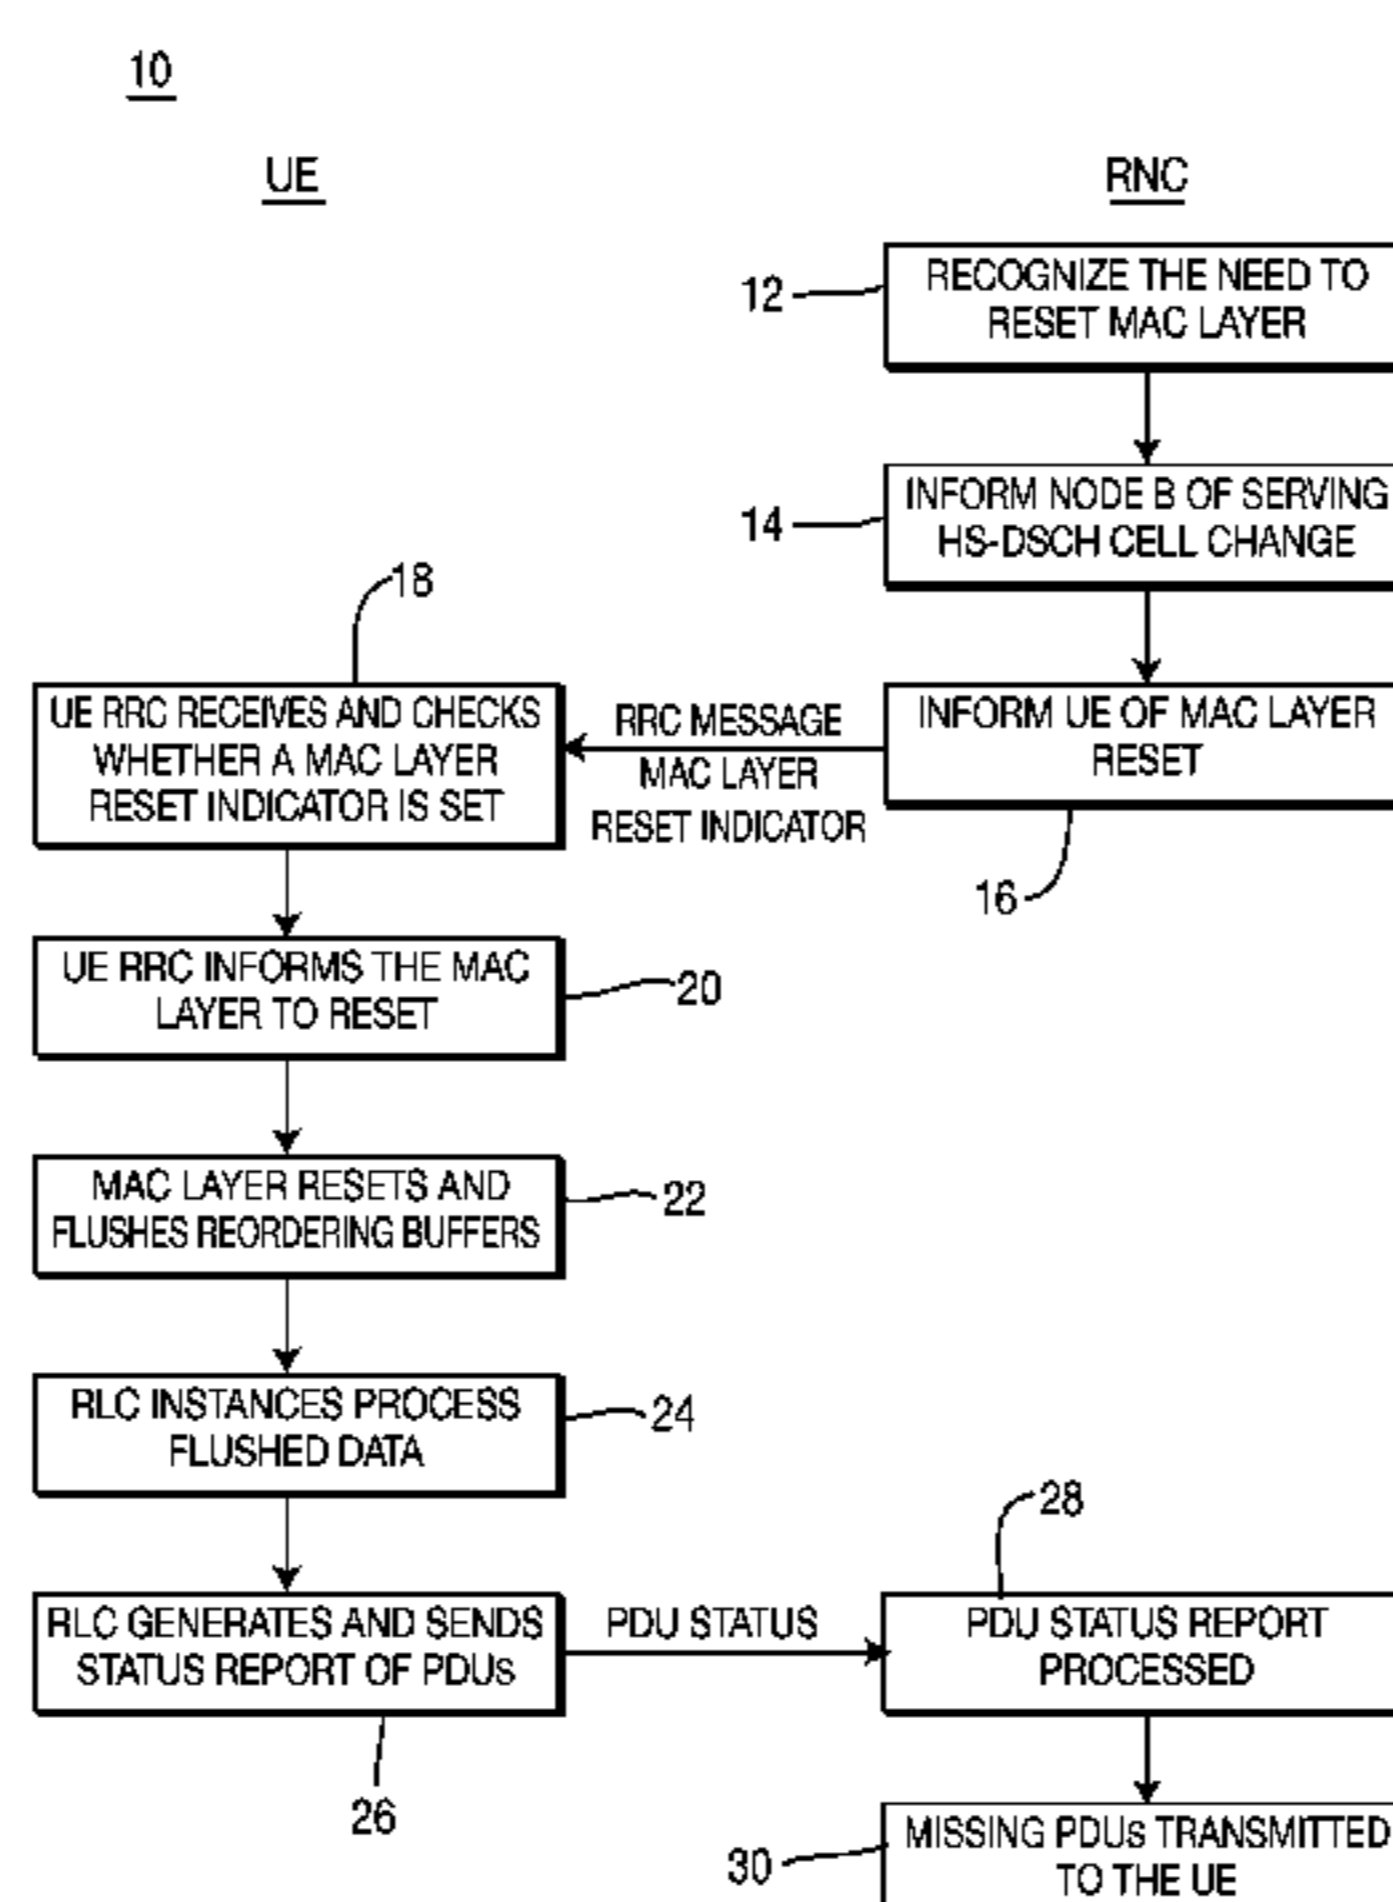 10
UE
RNC
12
RECOGNIZE THE NEED TO
RESET MAC LAYER
14
INFORM NODE B OF SERVING
HS-DSCH CELL CHANGE
18
UE RRC RECEIVES AND CHECKS
WHETHER A MAC LAYER
RESET INDICATOR IS SET
RRC MESSAGE
MAC LAYER
RESET INDICATOR
INFORM UE OF MAC LAYER
RESET
16
UE RRC INFORMS THE MAC
LAYER TO RESET
20
MAC LAYER RESETS AND
FLUSHES REORDERING BUFFERS
22
RLC INSTANCES PROCESS
FLUSHED DATA
24
28
RLC GENERATES AND SENDS
STATUS REPORT OF PDUs
PDU STATUS
PDU STATUS REPORT
PROCESSED
26
30
MISSING PDUs TRANSMITTED
TO THE UE